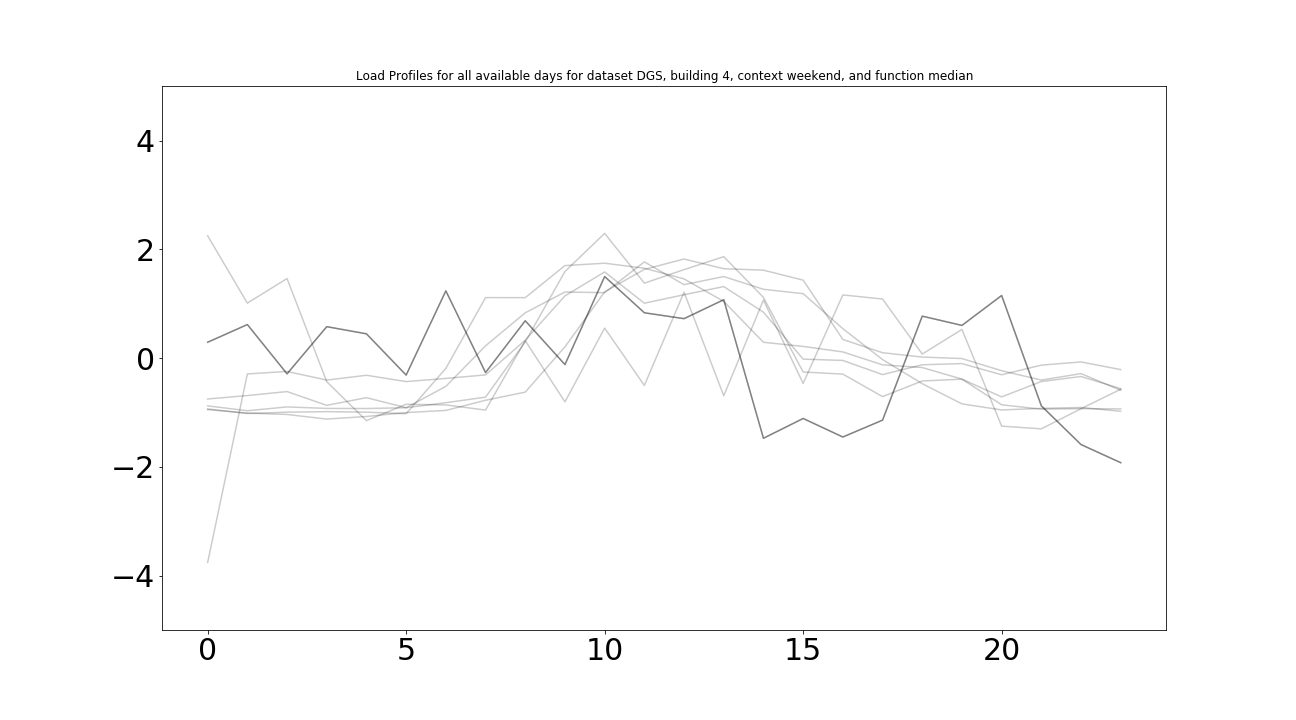 Load Profiles for all available days for dataset DGS, building 4, context weekend, and function median
4
2
0
−2
−4
0 5 10 15 20